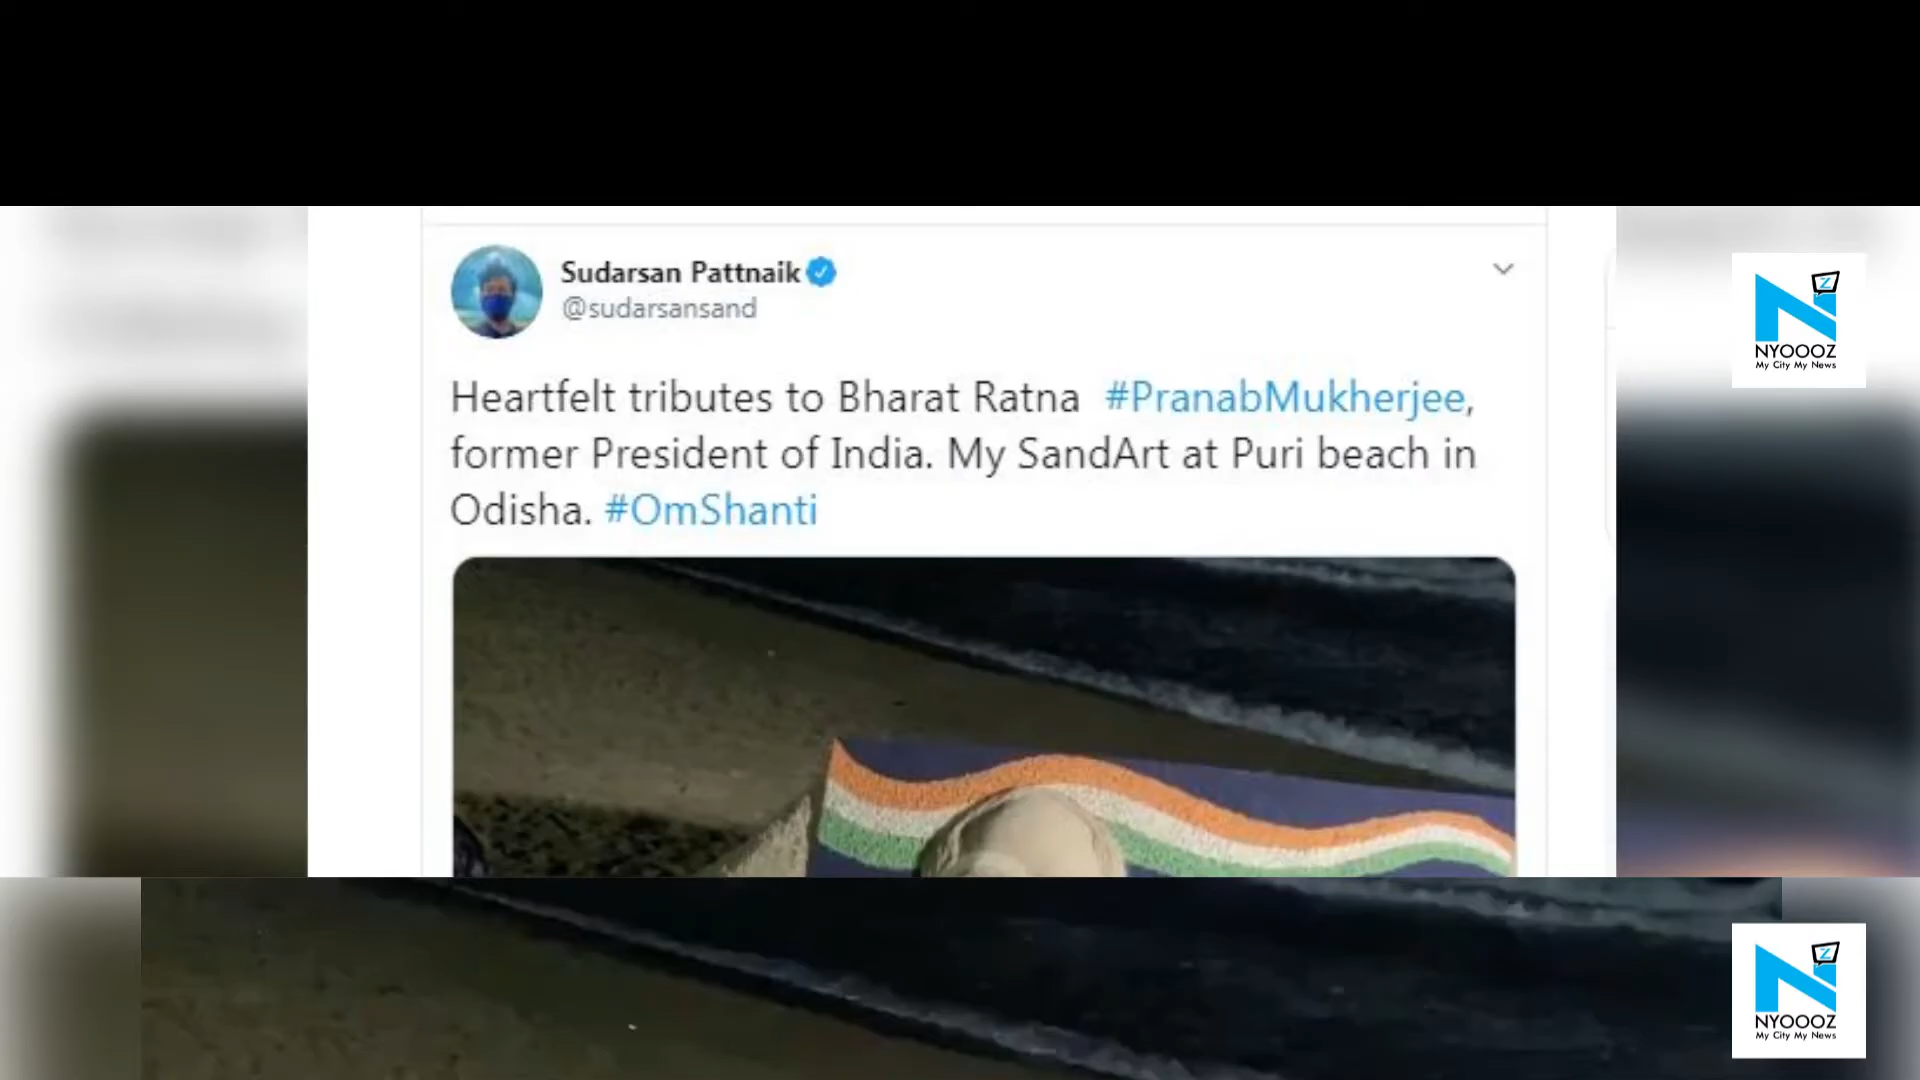 Sudarsan Pattnaik
@sudarsansand
Heartfelt tributes to Bharat Ratna #PranabMukherjee,
former President of India. My SandArt at Puri beach in
Odisha. #OmShanti
Z
NYOOOZ
My City My News
Z
NYOOOZ
My City My News